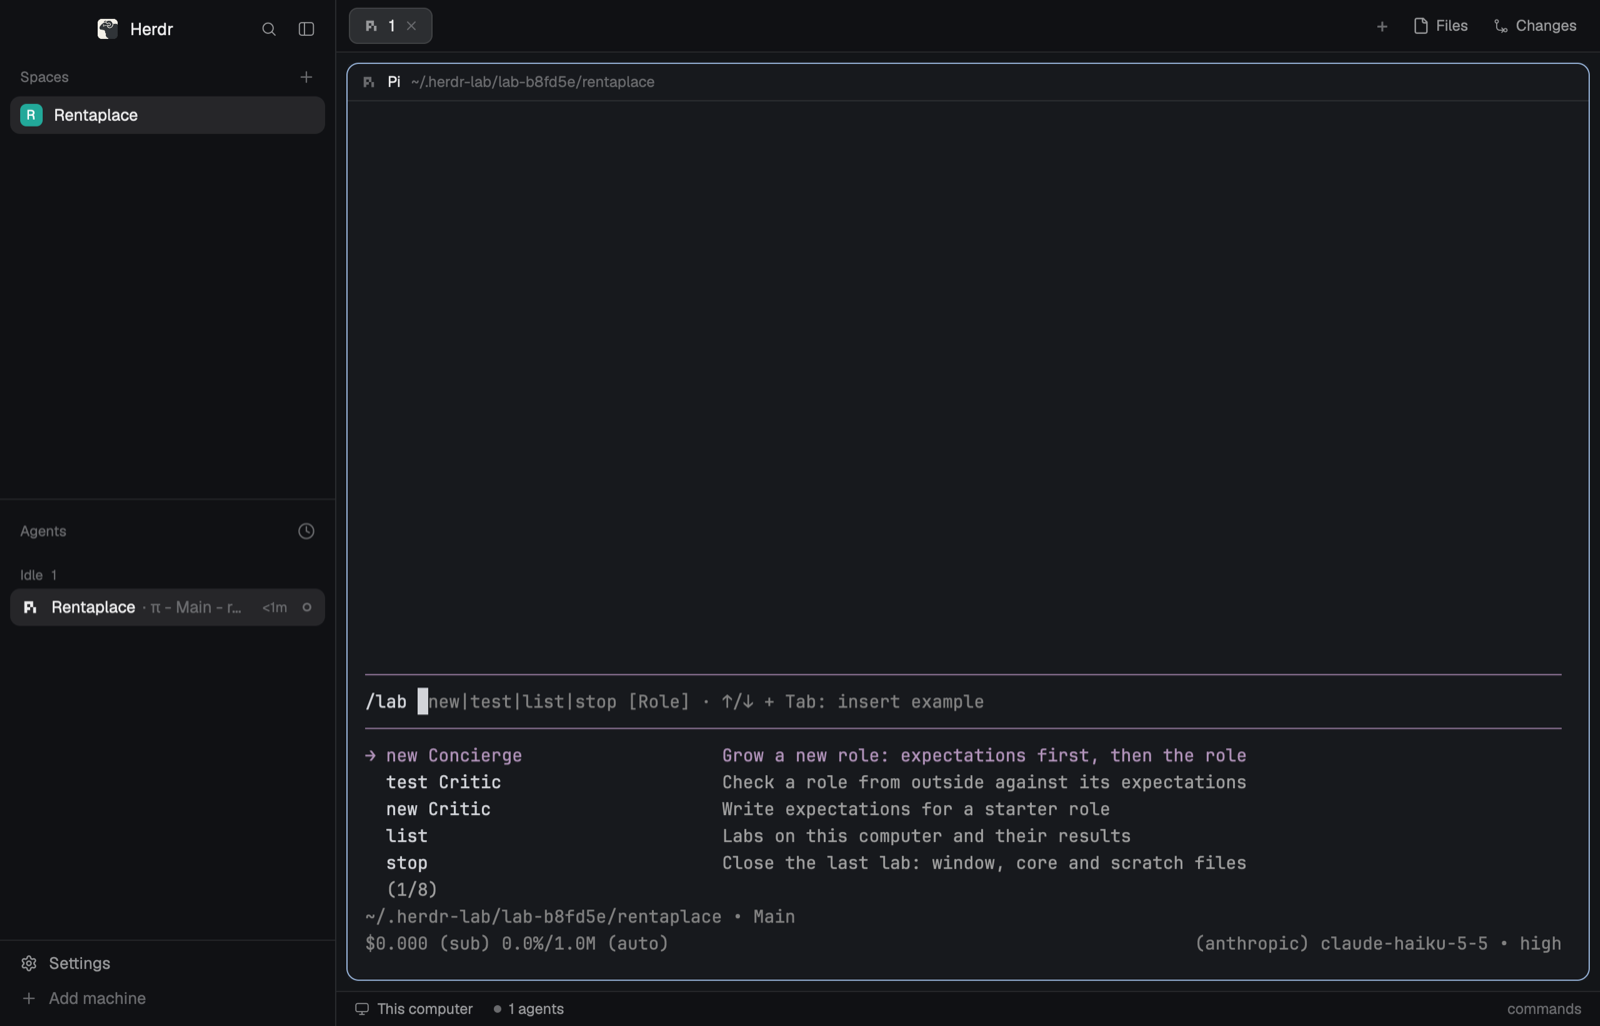 Herdr
Spaces
R Rentaplace
Agents
Idle 1
Rentaplace · π - Main - r... <1m
Settings
Add machine
1
Files
Changes
Pi ~/.herdr-lab/lab-b8fd5e/rentaplace
/lab new|test|list|stop [Role] · ↑/↓ + Tab: insert example
→ new Concierge Grow a new role: expectations first, then the role
test Critic Check a role from outside against its expectations
new Critic Write expectations for a starter role
list Labs on this computer and their results
stop Close the last lab: window, core and scratch files
(1/8)
~/.herdr-lab/lab-b8fd5e/rentaplace • Main
$0.000 (sub) 0.0%/1.0M (auto) (anthropic) claude-haiku-5-5 • high
This computer 1 agents commands